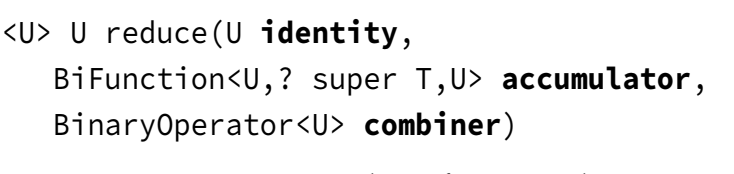 <U> U reduce(U identity,
BiFunction<U,? super T,U> accumulator,
BinaryOperator<U> combiner)